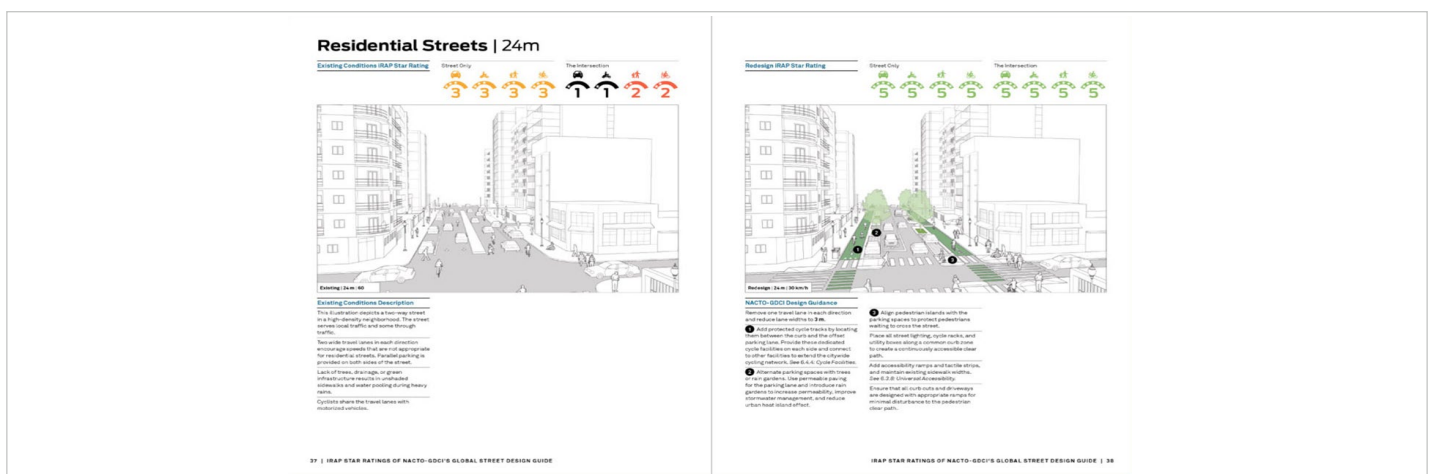 Residential Streets | 24m
Existing Conditions iRAP Star Rating
Street Only
The Intersection
3 3 3 3
1 1 2 2
Existing | 24 m | 60
Existing Conditions Description
This illustration depicts a two-way street
in a high-density neighborhood. The street
serves local traffic and some through
traffic.
Two wide travel lanes in each direction
encourage speeds that are not appropriate
for residential streets. Parallel parking is
provided on both sides of the street.
Lack of trees, drainage, or green
infrastructure results in unshaded
sidewalks and water pooling during heavy
rains.
Cyclists share the travel lanes with
motorized vehicles.
37 | IRAP STAR RATINGS OF NACTO-GDCI'S GLOBAL STREET DESIGN GUIDE
Redesign iRAP Star Rating
Street Only
The Intersection
5 5 5 5
5 5 5 5
2
1
3
Redesign | 24 m | 30 km/h
NACTO-GDCI Design Guidance
Remove one travel lane in each direction
and reduce lane widths to 3 m.
1 Add protected cycle tracks by locating
them between the curb and the offset
parking lane. Provide these dedicated
cycle facilities on each side and connect
to other facilities to extend the citywide
cycling network. See 6.4.4: Cycle Facilities.
2 Alternate parking spaces with trees
or rain gardens. Use permeable paving
for the parking lane and introduce rain
gardens to increase permeability, improve
stormwater management, and reduce
urban heat island effect.
3 Align pedestrian islands with the
parking spaces to protect pedestrians
waiting to cross the street.
Place all street lighting, cycle racks, and
utility boxes along a common curb zone
to create a continuously accessible clear
path.
Add accessibility ramps and tactile strips,
and maintain existing sidewalk widths.
See 6.3.8: Universal Accessibility.
Ensure that all curb cuts and driveways
are designed with appropriate ramps for
minimal disturbance to the pedestrian
clear path.
IRAP STAR RATINGS OF NACTO-GDCI'S GLOBAL STREET DESIGN GUIDE | 38